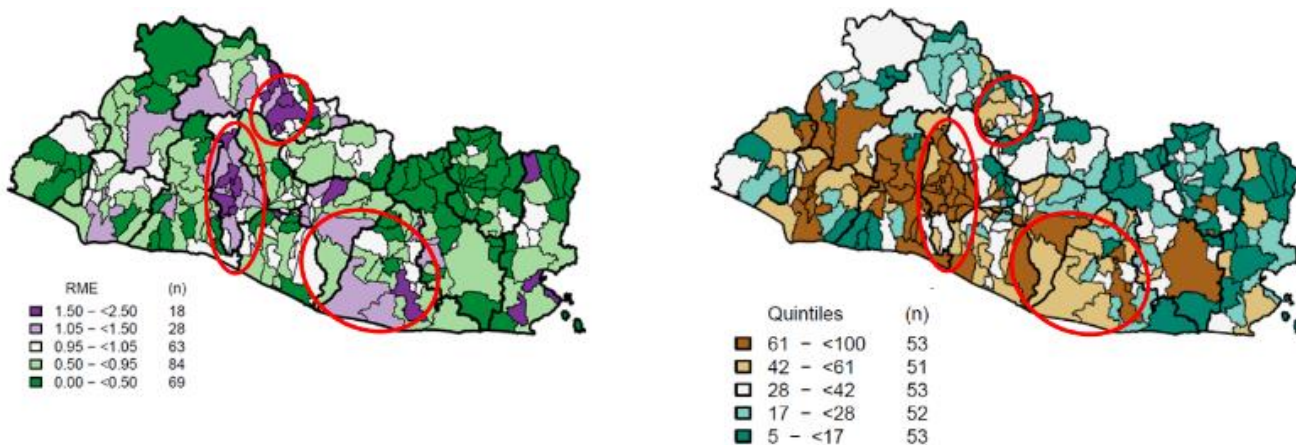 RME (n)
1.50 – <2.50 18
1.05 – <1.50 28
0.95 – <1.05 63
0.50 – <0.95 84
0.00 – <0.50 69
Quintiles (n)
61 – <100 53
42 – <61 51
28 – <42 53
17 – <28 52
5 – <17 53